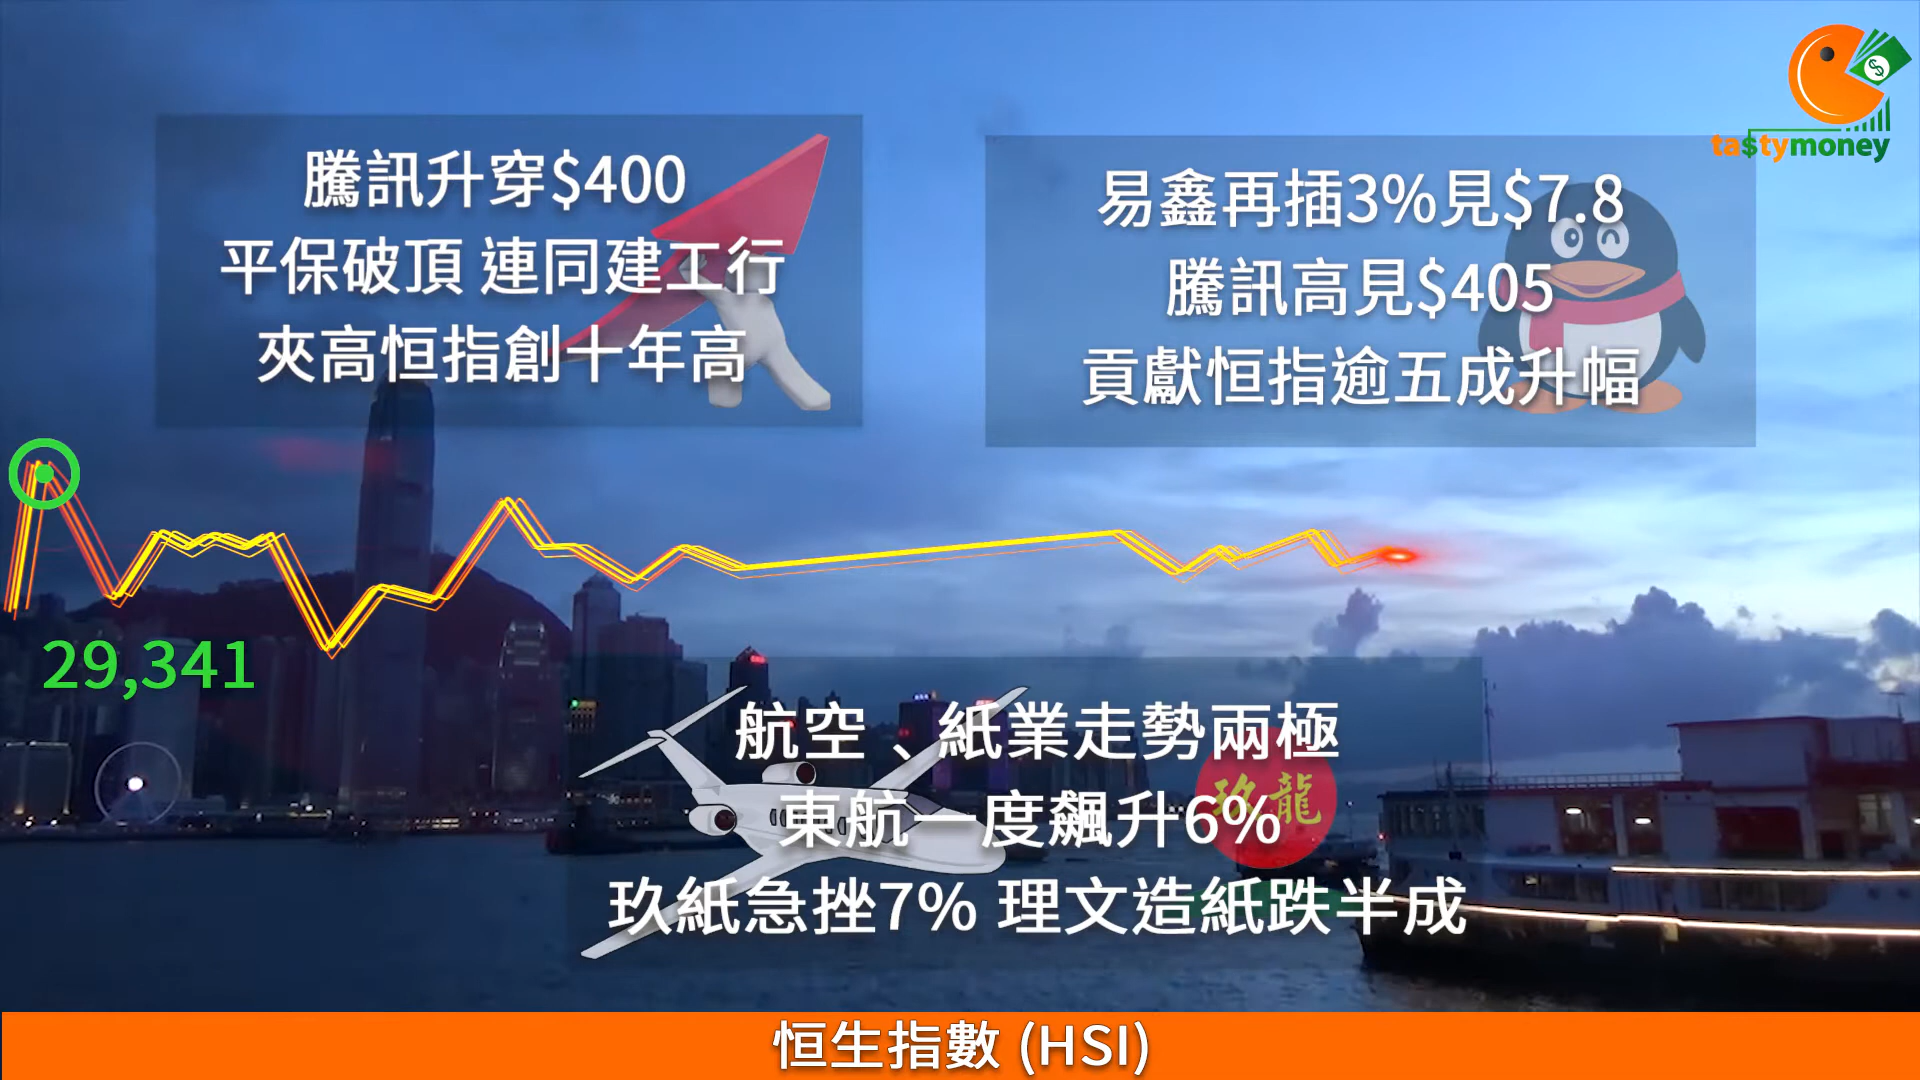 ta$tymoney
騰訊升穿$400
平保破頂 連同建工行
夾高恒指創十年高
易鑫再插3%見$7.8
騰訊高見$405
貢獻恒指逾五成升幅
29,341
航空、紙業走勢兩極
玖龍
東航一度飆升6%
玖紙急挫7% 理文造紙跌半成
恒生指數 (HSI)